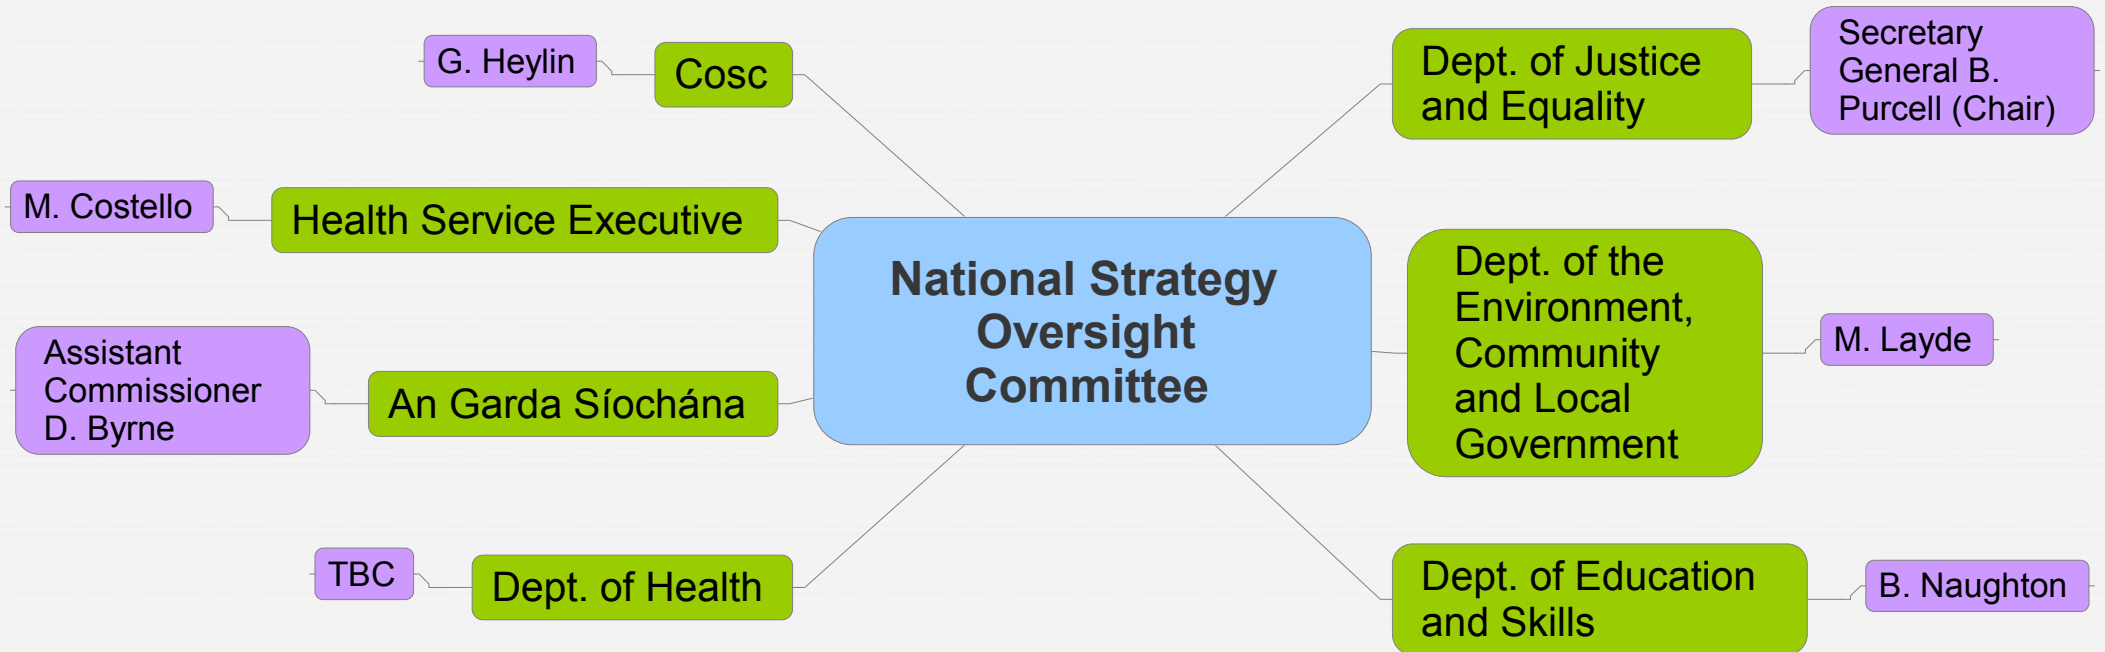 G. Heylin
Cosc
M. Costello
Health Service Executive
Assistant
Commissioner
D. Byrne
An Garda Síochána
TBC
Dept. of Health
National Strategy
Oversight
Committee
Dept. of Justice
and Equality
Secretary
General B.
Purcell (Chair)
Dept. of the
Environment,
Community
and Local
Government
M. Layde
Dept. of Education
and Skills
B. Naughton